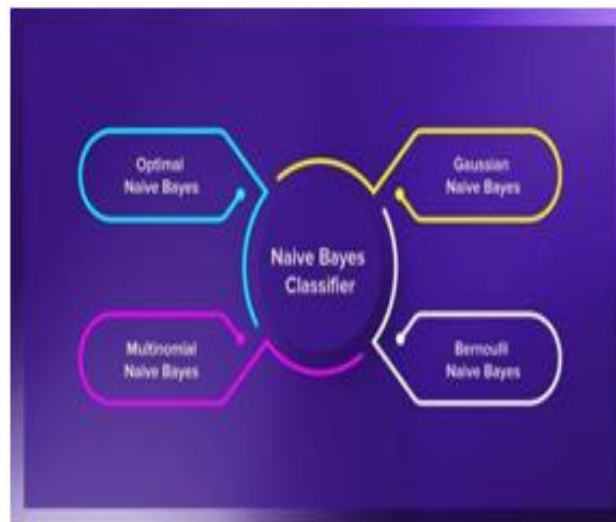 Optimal
Naive Bayes
Gaussian
Naive Bayes
Naive Bayes
Classifier
Multinomial
Naive Bayes
Bernoulli
Naive Bayes